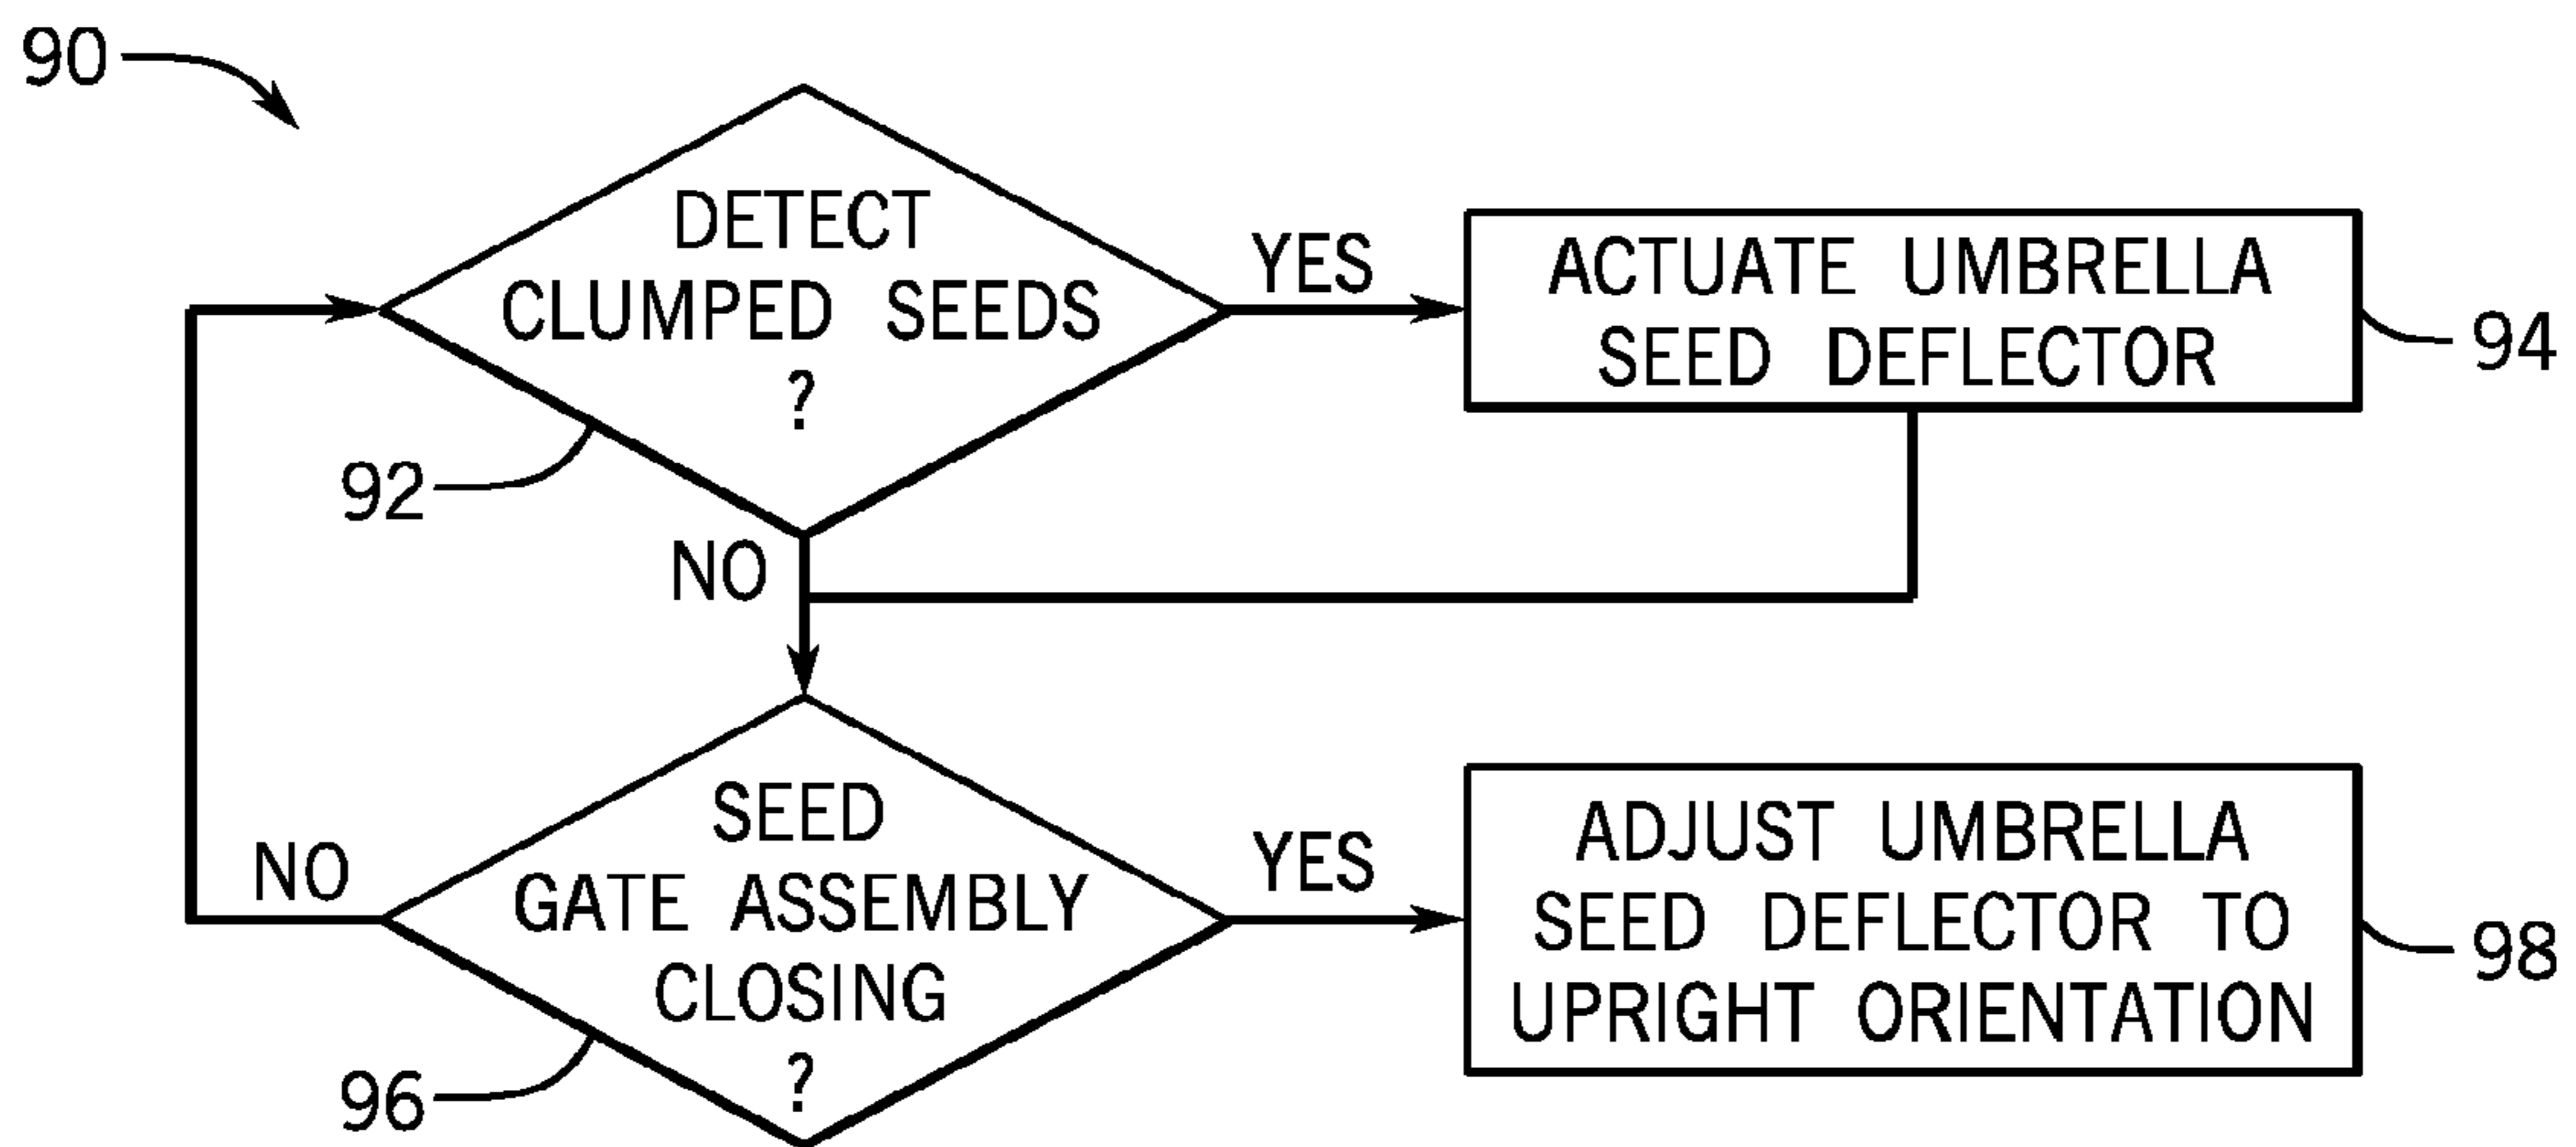 90
DETECT
CLUMPED SEEDS
?
YES
ACTUATE UMBRELLA
SEED DEFLECTOR
94
92
NO
SEED
GATE ASSEMBLY
CLOSING
?
NO
YES
ADJUST UMBRELLA
SEED DEFLECTOR TO
UPRIGHT ORIENTATION
98
96